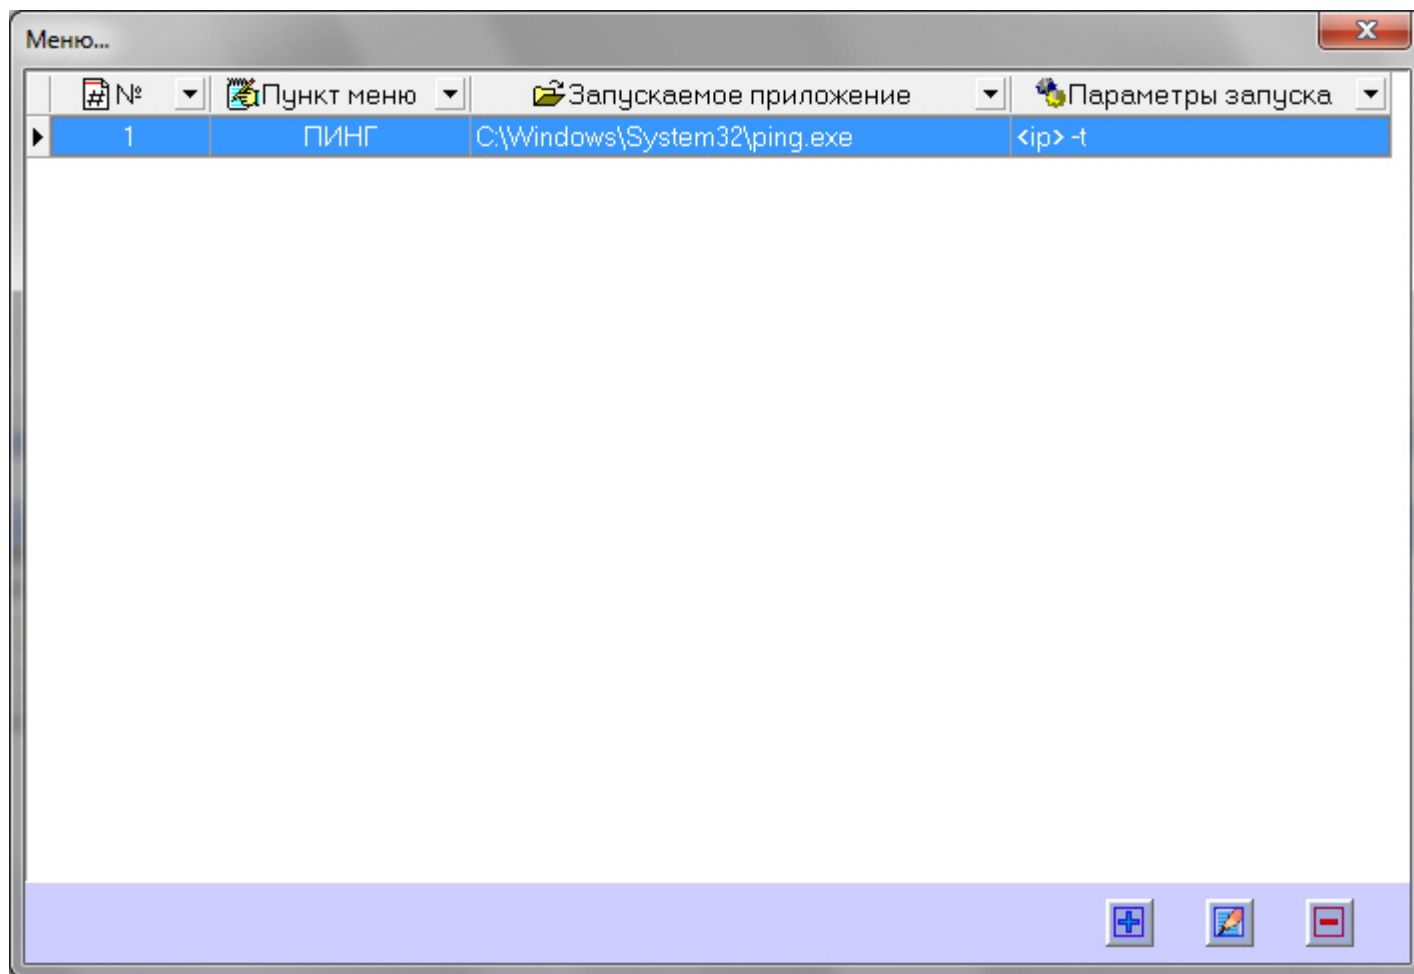 Меню...
№ Пункт меню Запускаемое приложение Параметры запуска
1 ПИНГ C:\Windows\System32\ping.exe <ip> -t